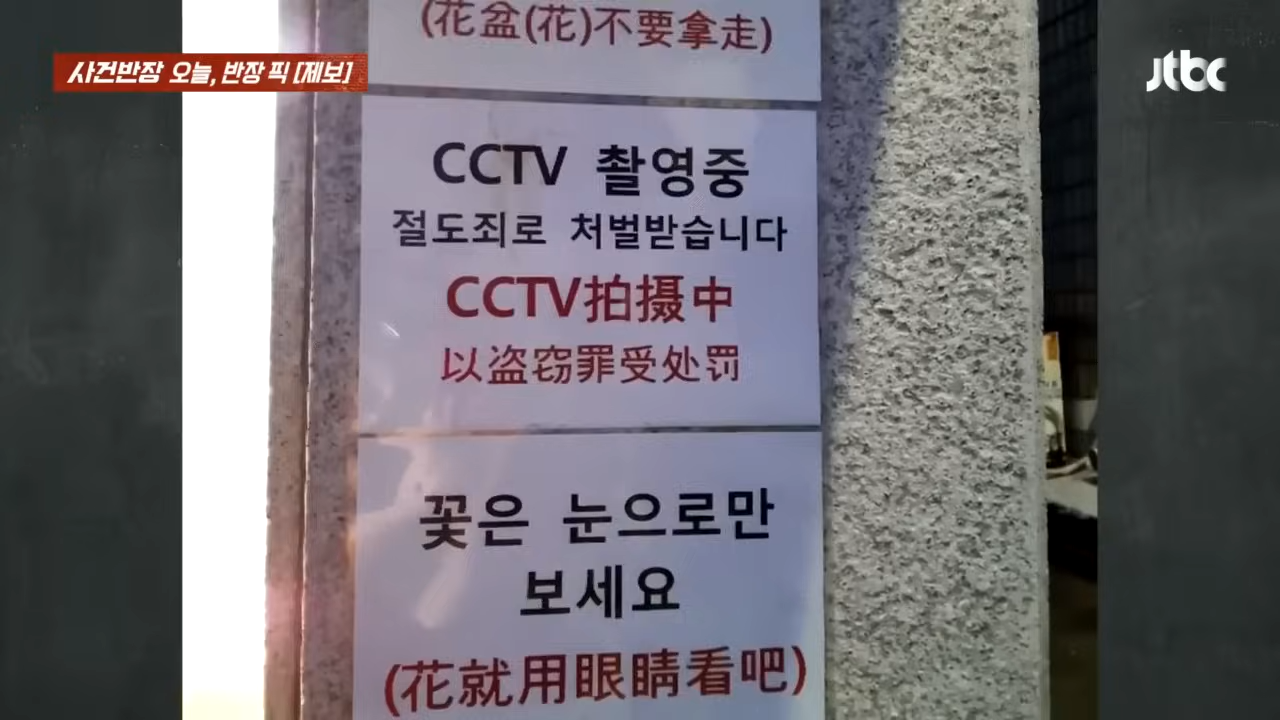 (花盆(花)不要拿走)
사건반장 오늘, 반장 픽 [제보]
jtbc
CCTV 촬영중
절도죄로 처벌받습니다
CCTV拍摄中
以盗窃罪受处罚
꽃은 눈으로만
보세요
(花就用眼睛看吧)